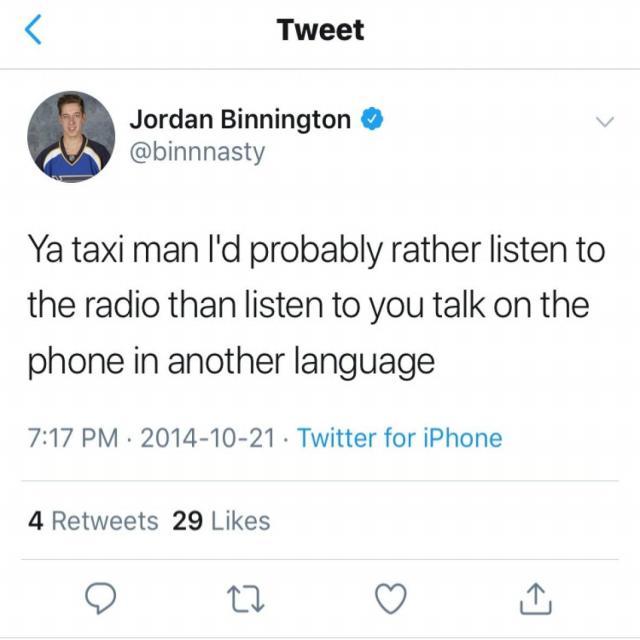 Tweet
Jordan Binnington
@binnnasty
Ya taxi man I'd probably rather listen to
the radio than listen to you talk on the
phone in another language
7:17 PM · 2014-10-21 · Twitter for iPhone
4 Retweets 29 Likes